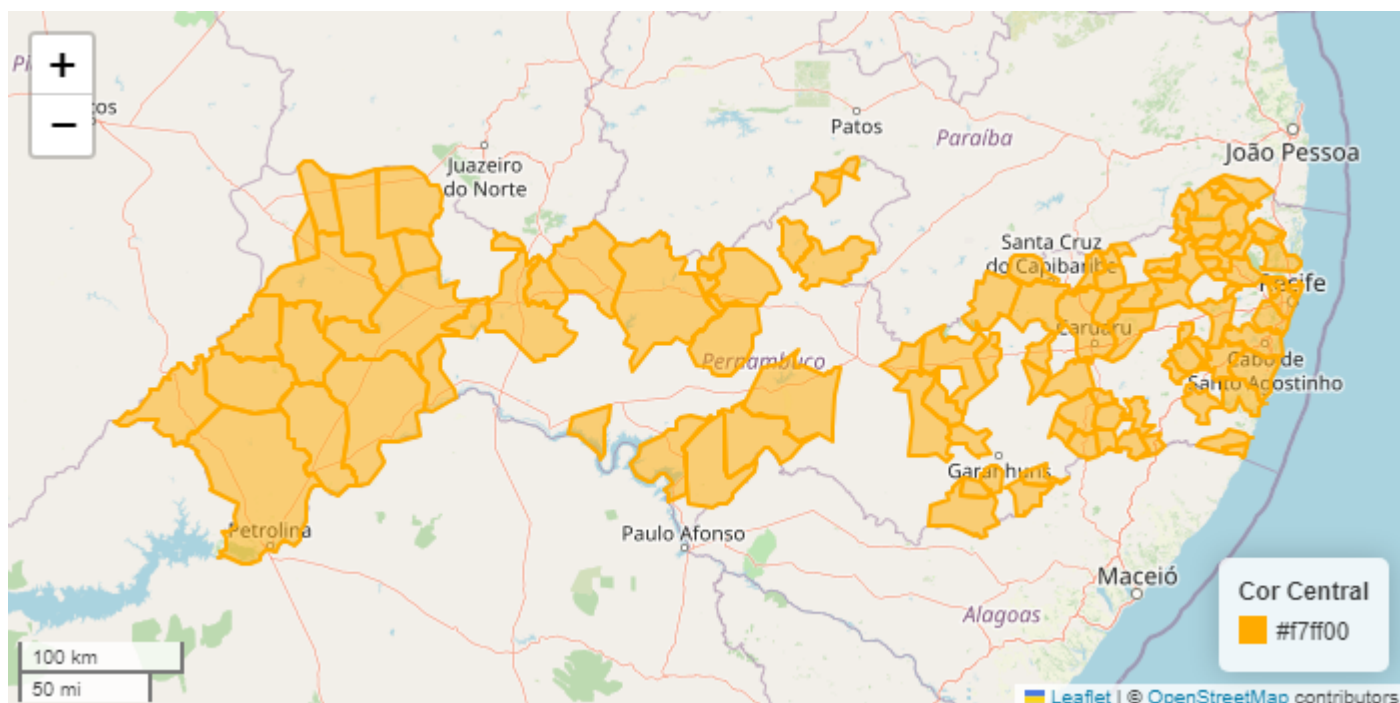 +
−
Patos
Paraíba
João Pessoa
Juazeiro
do Norte
Santa Cruz
do Capibaribe
Recife
Caruaru
Pernambuco
Cabo de
Santo Agostinho
Garanhuns
Petrolina
Paulo Afonso
Maceió
Alagoas
Cor Central
#f7ff00
100 km
50 mi
Leaflet | © OpenStreetMap contributors